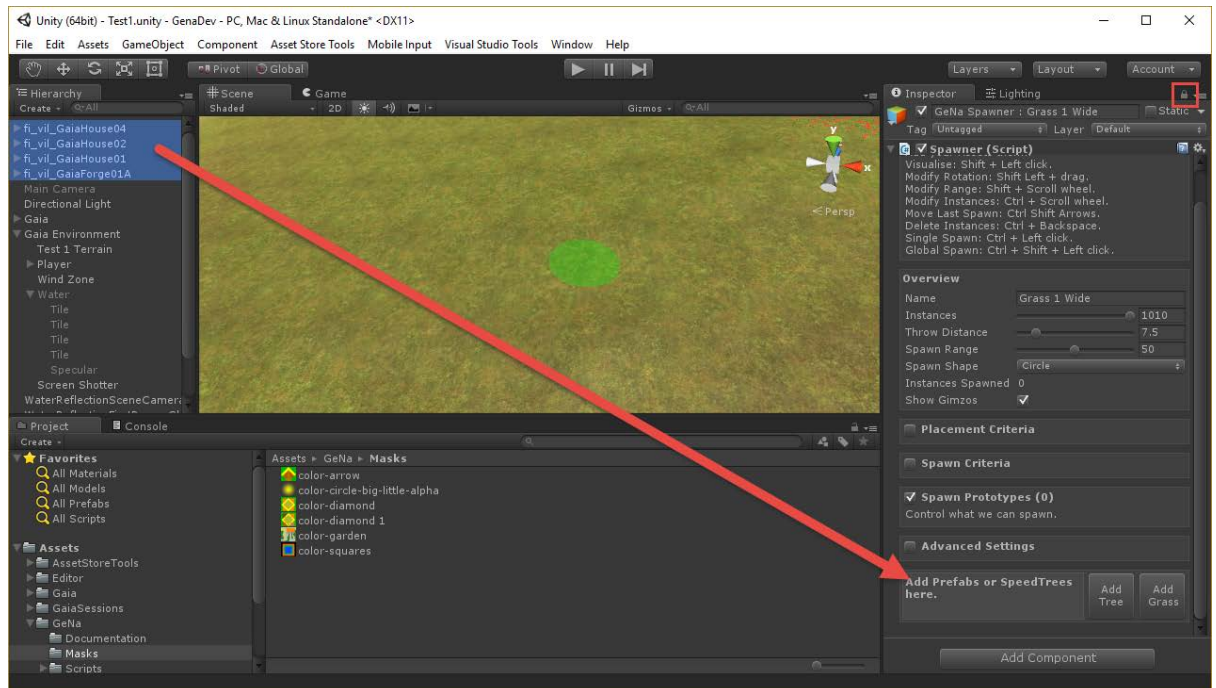 Unity (64bit) - Test1.unity - GenaDev - PC, Mac & Linux Standalone* <DX11>
File Edit Assets GameObject Component Asset Store Tools Mobile Input Visual Studio Tools Window Help
Pivot Global Layers Layout Account
Hierarchy
Create All
fi_vil_GaiaHouse04
fi_vil_GaiaHouse02
fi_vil_GaiaHouse01
fi_vil_GaiaForge01A
Main Camera
Directional Light
Gaia
Gaia Environment
Test 1 Terrain
Player
Wind Zone
Water
Tile
Tile
Tile
Tile
Specular
Screen Shotter
WaterReflectionSceneCamera
Scene Game
Shaded 2D Gizmos All
y
x
Persp
Inspector Lighting
GeNa Spawner : Grass 1 Wide Static
Tag Untagged Layer Default
Spawner (Script)
Visualise: Shift + Left click.
Modify Rotation: Shift Left + drag.
Modify Range: Shift + Scroll wheel.
Modify Instances: Ctrl + Scroll wheel.
Move Last Spawn: Ctrl Shift Arrows.
Delete Instances: Ctrl + Backspace.
Single Spawn: Ctrl + Left click.
Global Spawn: Ctrl + Shift + Left click.
Overview
Name Grass 1 Wide
Instances 1010
Throw Distance 7.5
Spawn Range 50
Spawn Shape Circle
Instances Spawned 0
Show Gimzos
Placement Criteria
Spawn Criteria
Spawn Prototypes (0)
Control what we can spawn.
Advanced Settings
Add Prefabs or SpeedTrees
here.
Add
Tree
Add
Grass
Add Component
Project Console
Create
Favorites
All Materials
All Models
All Prefabs
All Scripts
Assets
AssetStoreTools
Editor
Gaia
GaiaSessions
GeNa
Documentation
Masks
Scripts
Assets GeNa Masks
color-arrow
color-circle-big-little-alpha
color-diamond
color-diamond 1
color-garden
color-squares